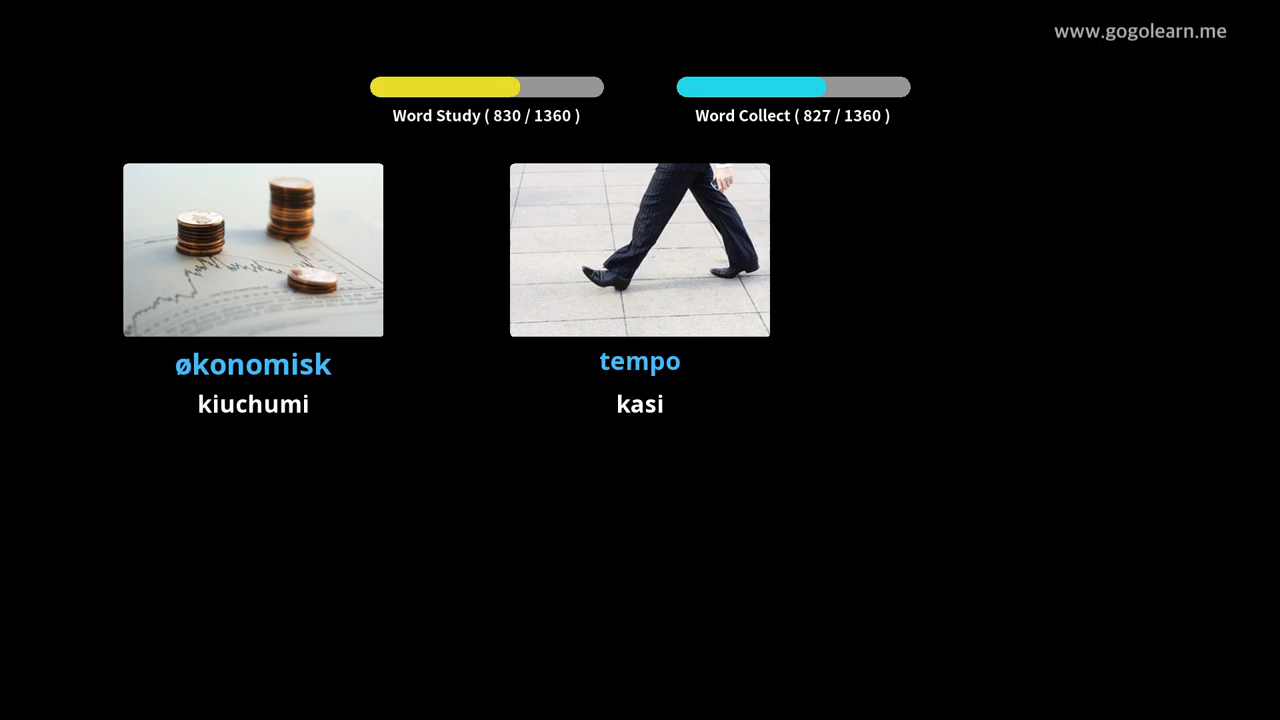 www.gogolearn.me
Word Study ( 830 / 1360 )
Word Collect ( 827 / 1360 )
økonomisk
tempo
kiuchumi
kasi